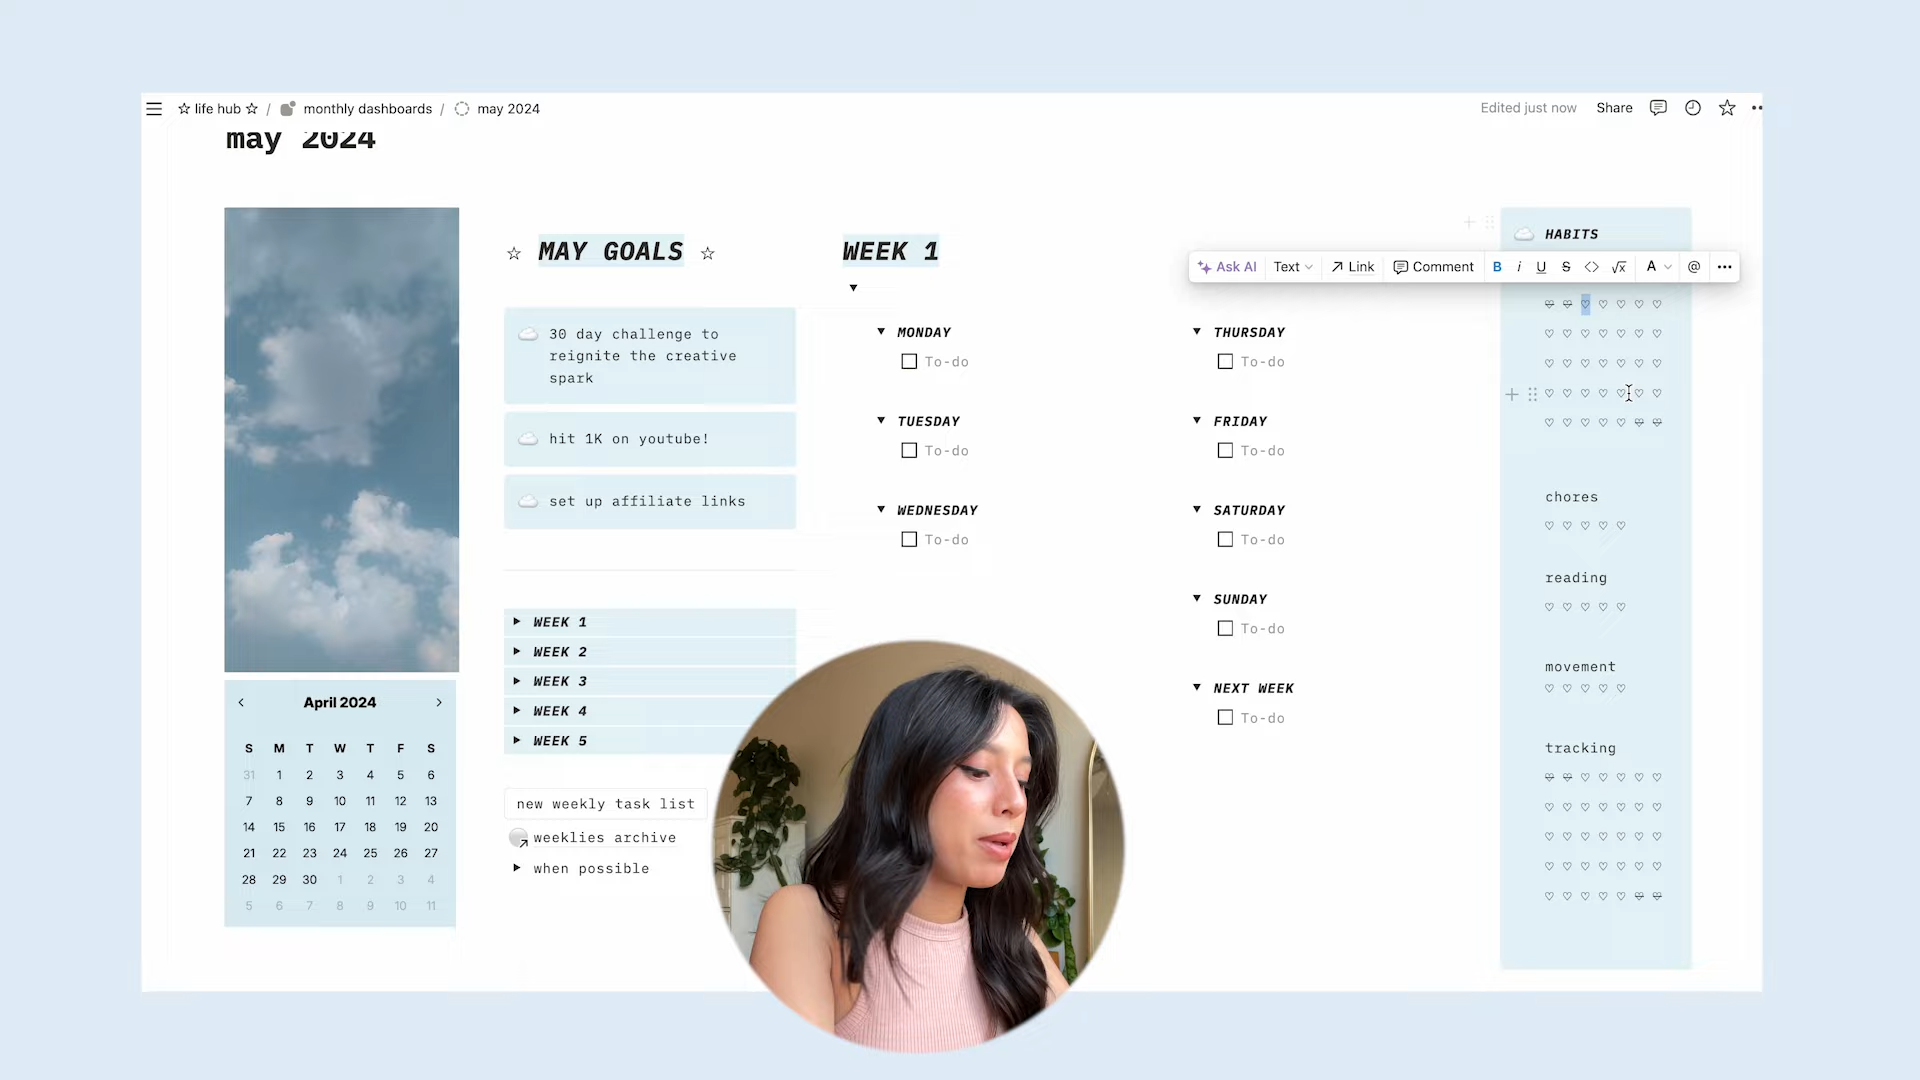 ☆ life hub ☆ / monthly dashboards / may 2024
Edited just now Share
may 2024
☆ MAY GOALS ☆
30 day challenge to
reignite the creative
spark
hit 1K on youtube!
set up affiliate links
WEEK 1
WEEK 2
WEEK 3
WEEK 4
WEEK 5
new weekly task list
weeklies archive
when possible
April 2024
S M T W T F S
31 1 2 3 4 5 6
7 8 9 10 11 12 13
14 15 16 17 18 19 20
21 22 23 24 25 26 27
28 29 30 1 2 3 4
5 6 7 8 9 10 11
WEEK 1
MONDAY
To-do
TUESDAY
To-do
WEDNESDAY
To-do
THURSDAY
To-do
FRIDAY
To-do
SATURDAY
To-do
SUNDAY
To-do
NEXT WEEK
To-do
Ask AI Text Link Comment B i U S <> √x A @ •••
HABITS
♡ ♡ ♡ ♡ ♡ ♡ ♡
♡ ♡ ♡ ♡ ♡ ♡ ♡
♡ ♡ ♡ ♡ ♡ ♡ ♡
♡ ♡ ♡ ♡ ♡ ♡ ♡
♡ ♡ ♡ ♡ ♡ ♡ ♡
chores
♡ ♡ ♡ ♡ ♡
reading
♡ ♡ ♡ ♡ ♡
movement
♡ ♡ ♡ ♡ ♡
tracking
♡ ♡ ♡ ♡ ♡ ♡ ♡
♡ ♡ ♡ ♡ ♡ ♡ ♡
♡ ♡ ♡ ♡ ♡ ♡ ♡
♡ ♡ ♡ ♡ ♡ ♡ ♡
♡ ♡ ♡ ♡ ♡ ♡ ♡